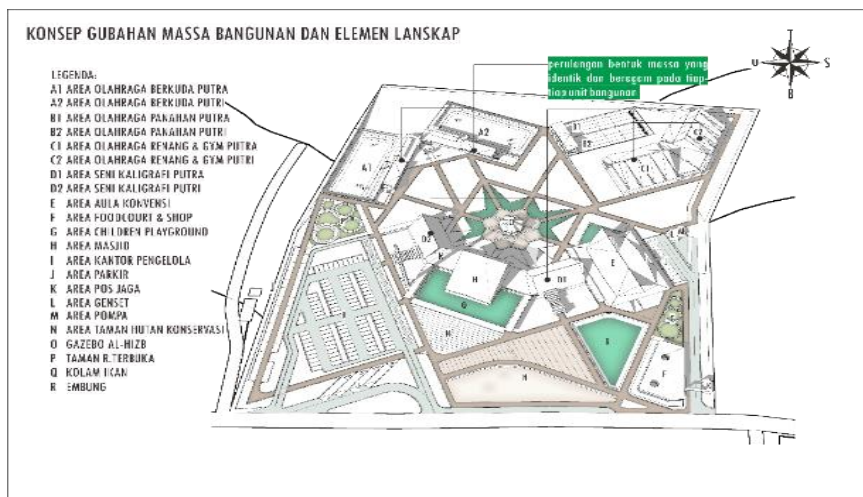 KONSEP GUBAHAN MASSA BANGUNAN DAN ELEMEN LANSKAP
LEGENDA:
A1 AREA OLAHRAGA BERKUDA PUTRA
A2 AREA OLAHRAGA BERKUDA PUTRI
B1 AREA OLAHRAGA PANAHAN PUTRA
B2 AREA OLAHRAGA PANAHAN PUTRI
C1 AREA OLAHRAGA RENANG & GYM PUTRA
C2 AREA OLAHRAGA RENANG & GYM PUTRI
D1 AREA SENI KALIGRAFI PUTRA
D2 AREA SENI KALIGRAFI PUTRI
E AREA AULA KONVENSI
F AREA FOODCOURT & SHOP
G AREA CHILDREN PLAYGROUND
H AREA MASJID
I AREA KANTOR PENGELOLA
J AREA PARKIR
K AREA POS JAGA
L AREA GENSET
M AREA POMPA
N AREA TAMAN HUTAN KONSERVASI
O GAZEBO AL-HIZB
P TAMAN R.TERBUKA
Q KOLAM IKAN
R EMBUNG
perulangan bentuk massa yang
identik dan beragam pada tiap-
tiap unit bangunan
T
U S
B
A1
A2
B1
B2
C1
C2
D2
D1
E
H
Q
N
R
F